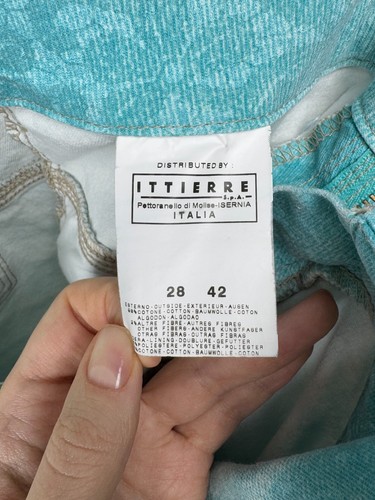 DISTRIBUTED BY :
ITTIERRE
S.p.A.
Pettoranello di Molise-ISERNIA
ITALIA
28 42
ESTERNO-OUTSIDE-EXTERIEUR-AUSEN
COTONE-COTTON-BAUMWOLLE-COTON
ALGODON-ALGODAO
ALTRE FIBRE-AUTRES FIBRES
OTHER FIBERS-ANDERE KUNSTFASER
OTRAS FIBRAS-OUTRAS FIBRAS
FODERA-LINING-DOUBLURE-GEFUTTER
POLIESTERE-POLYESTER-POLYESTER
COTONE-COTTON-BAUMWOLLE-COTON